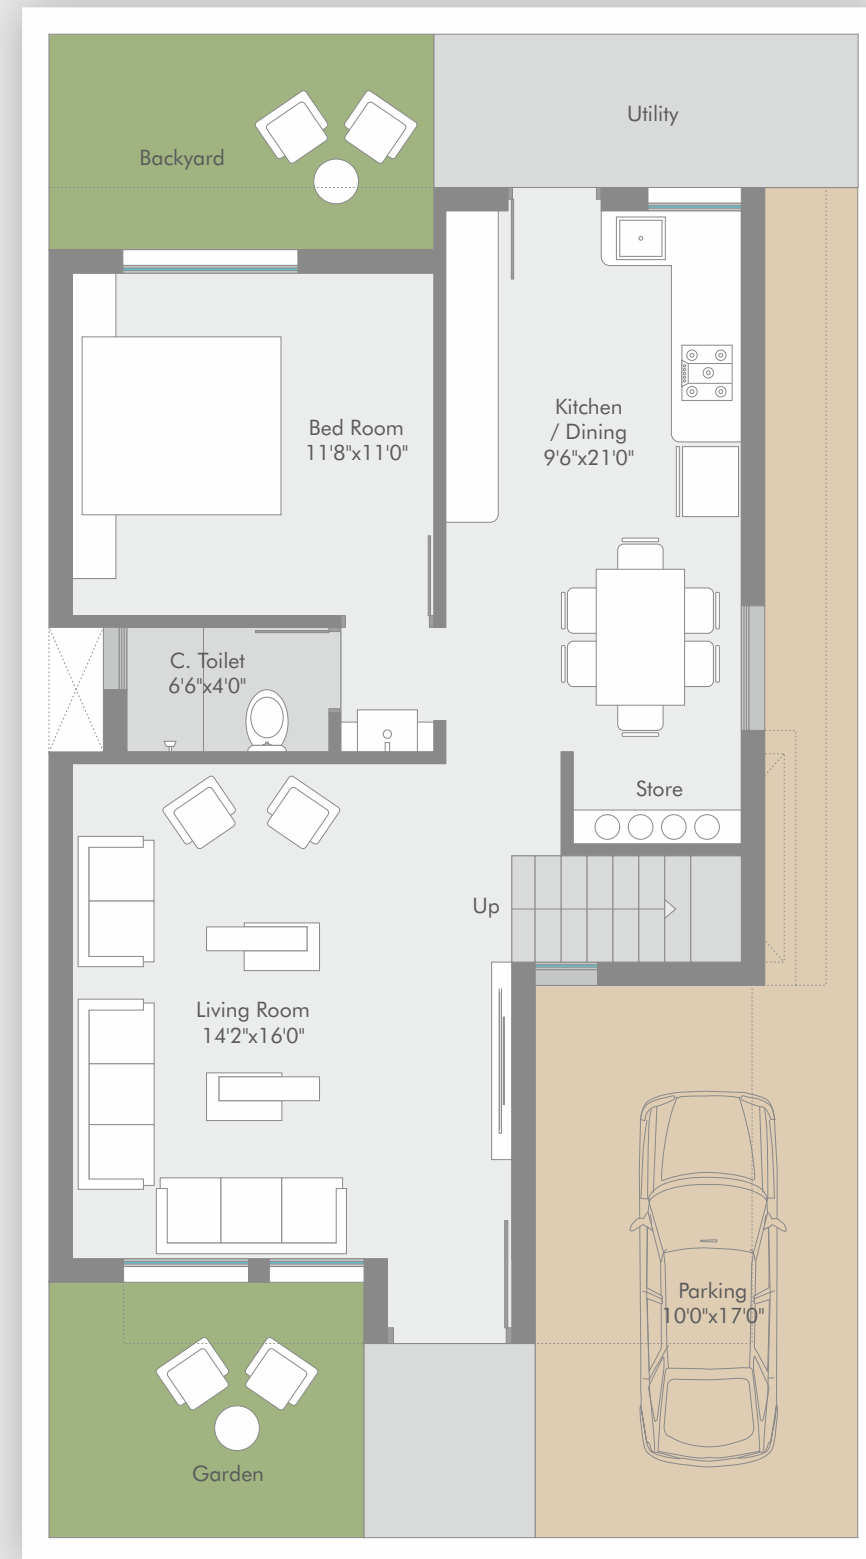 Utility
Backyard
Kitchen
/ Dining
9'6"x21'0"
Bed Room
11'8"x11'0"
C. Toilet
6'6"x4'0"
Store
Up
Living Room
14'2"x16'0"
Parking
10'0"x17'0"
Garden